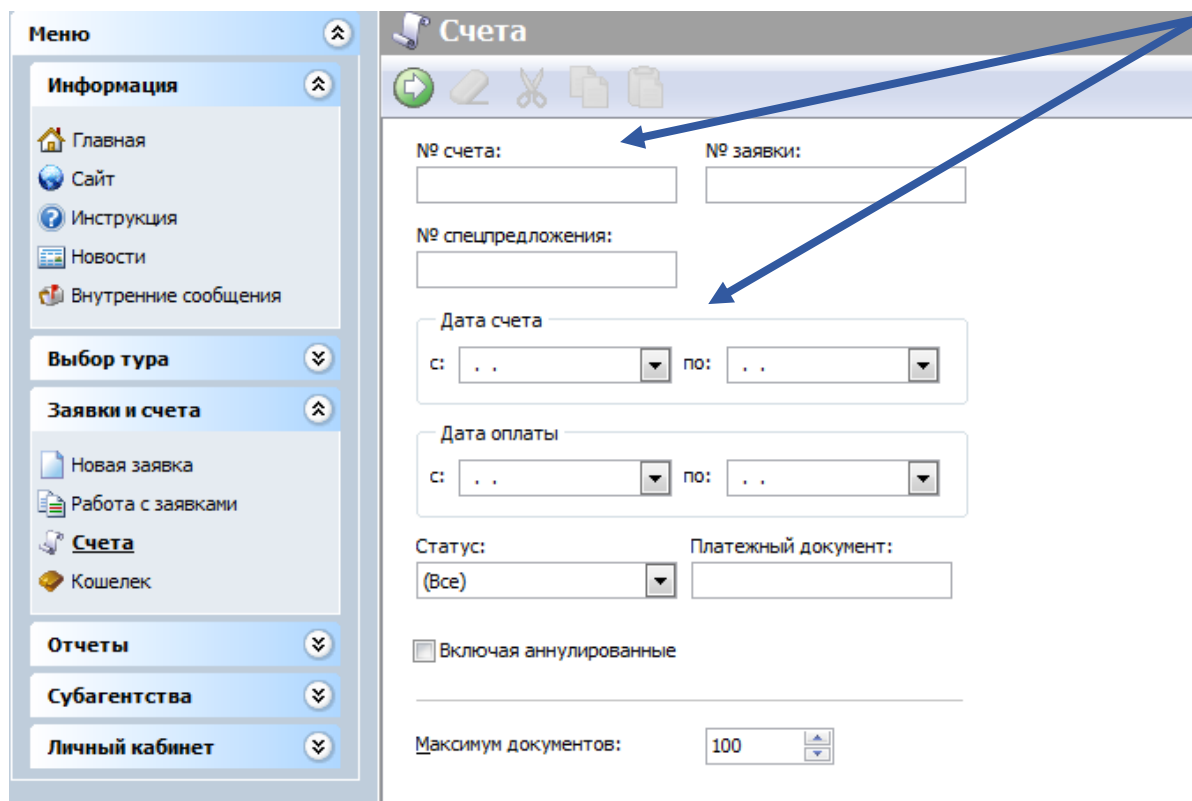 Меню
Информация
Главная
Сайт
Инструкция
Новости
Внутренние сообщения
Выбор тура
Заявки и счета
Новая заявка
Работа с заявками
Счета
Кошелек
Отчеты
Субагентства
Личный кабинет
Счета
№ счета: № заявки:
№ спецпредложения:
Дата счета
с: . . по: . .
Дата оплаты
с: . . по: . .
Статус: Платежный документ:
(Все)
Включая аннулированные
Максимум документов: 100